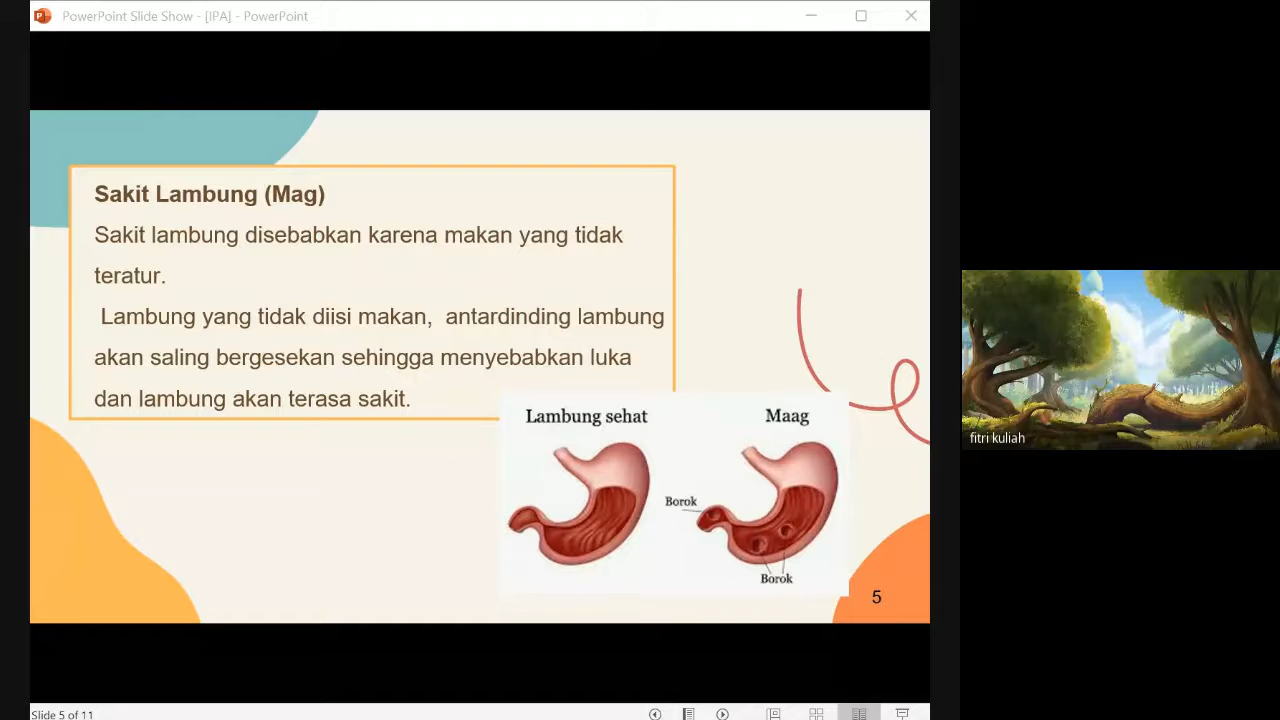 PowerPoint Slide Show - [IPA] - PowerPoint
Sakit Lambung (Mag)
Sakit lambung disebabkan karena makan yang tidak
teratur.
Lambung yang tidak diisi makan, antardinding lambung
akan saling bergesekan sehingga menyebabkan luka
dan lambung akan terasa sakit.
Lambung sehat
Maag
Borok
Borok
5
fitri kuliah
Slide 5 of 11